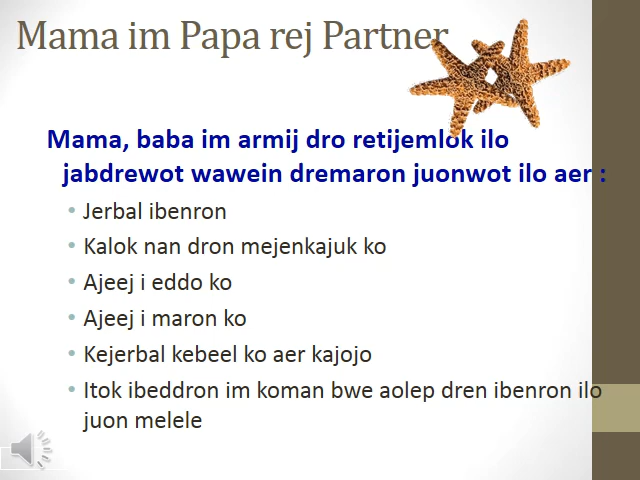 Mama im Papa rej Partner
Mama, baba im armij dro retijemlok ilo
jabdrewot wawein dremaron juonwot ilo aer :
• Jerbal ibenron
• Kalok nan dron mejenkajuk ko
• Ajeej i eddo ko
• Ajeej i maron ko
• Kejerbal kebeel ko aer kajojo
• Itok ibeddron im koman bwe aolep dren ibenron ilo
juon melele